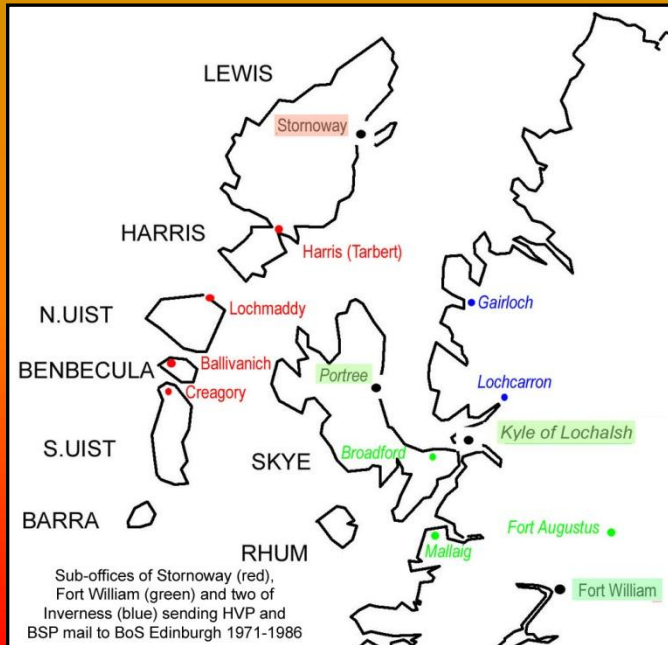 LEWIS
Stornoway
HARRIS
Harris (Tarbert)
Lochmaddy
Gairloch
N.UIST
BENBECULA
Ballivanich
Creagory
Portree
Lochcarron
Kyle of Lochalsh
S.UIST
SKYE
Broadford
BARRA
RHUM
Mallaig
Fort Augustus
Fort William
Sub-offices of Stornoway (red),
Fort William (green) and two of
Inverness (blue) sending HVP and
BSP mail to BoS Edinburgh 1971-1986